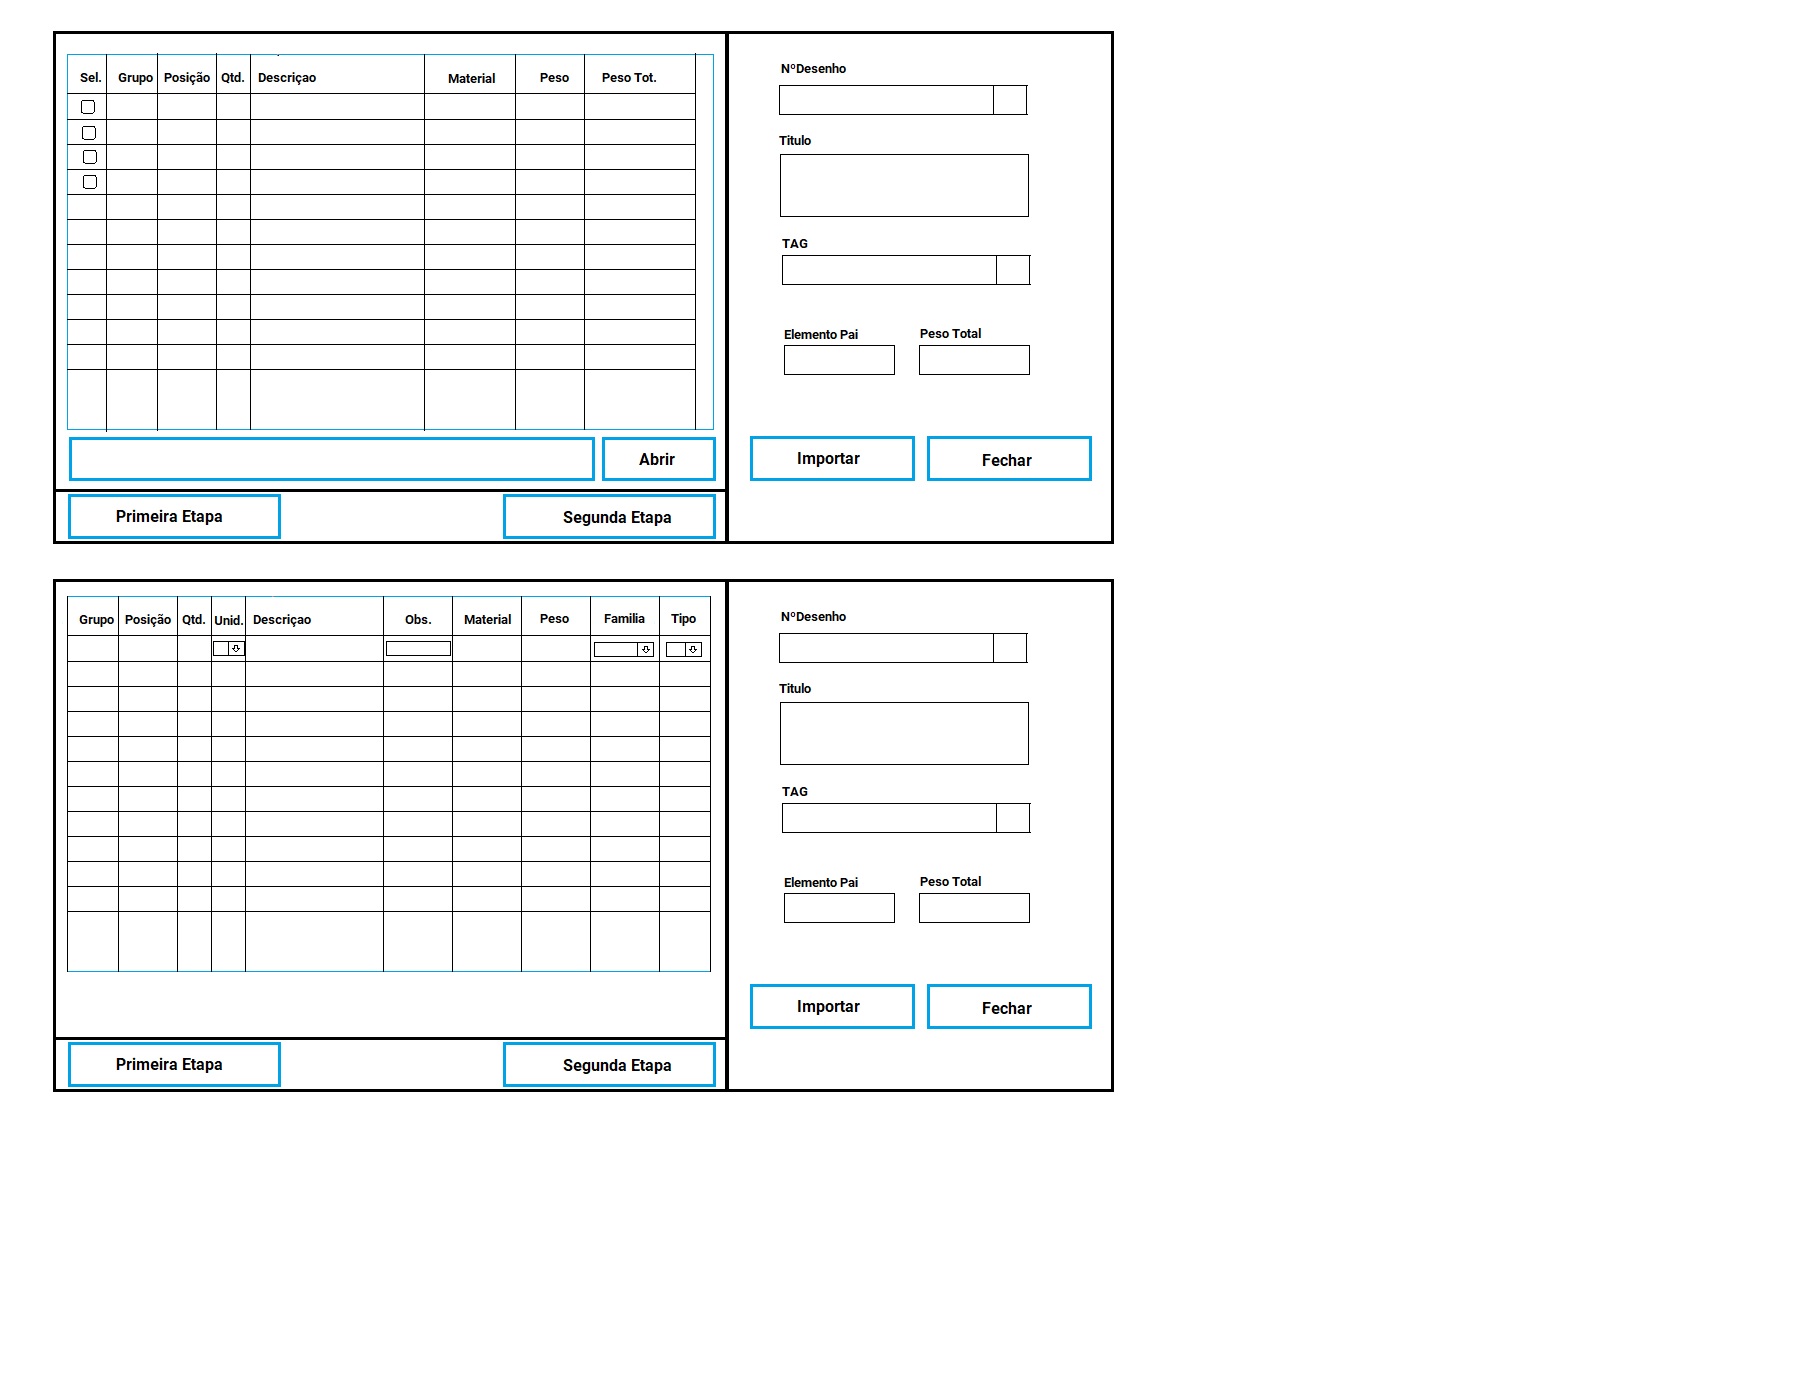 Sel. Grupo Posição Qtd. Descriçao Material Peso Peso Tot.
Abrir
Primeira Etapa Segunda Etapa
NºDesenho
Titulo
TAG
Elemento Pai Peso Total
Importar Fechar
Grupo Posição Qtd. Unid. Descriçao Obs. Material Peso Familia Tipo
Primeira Etapa Segunda Etapa
NºDesenho
Titulo
TAG
Elemento Pai Peso Total
Importar Fechar